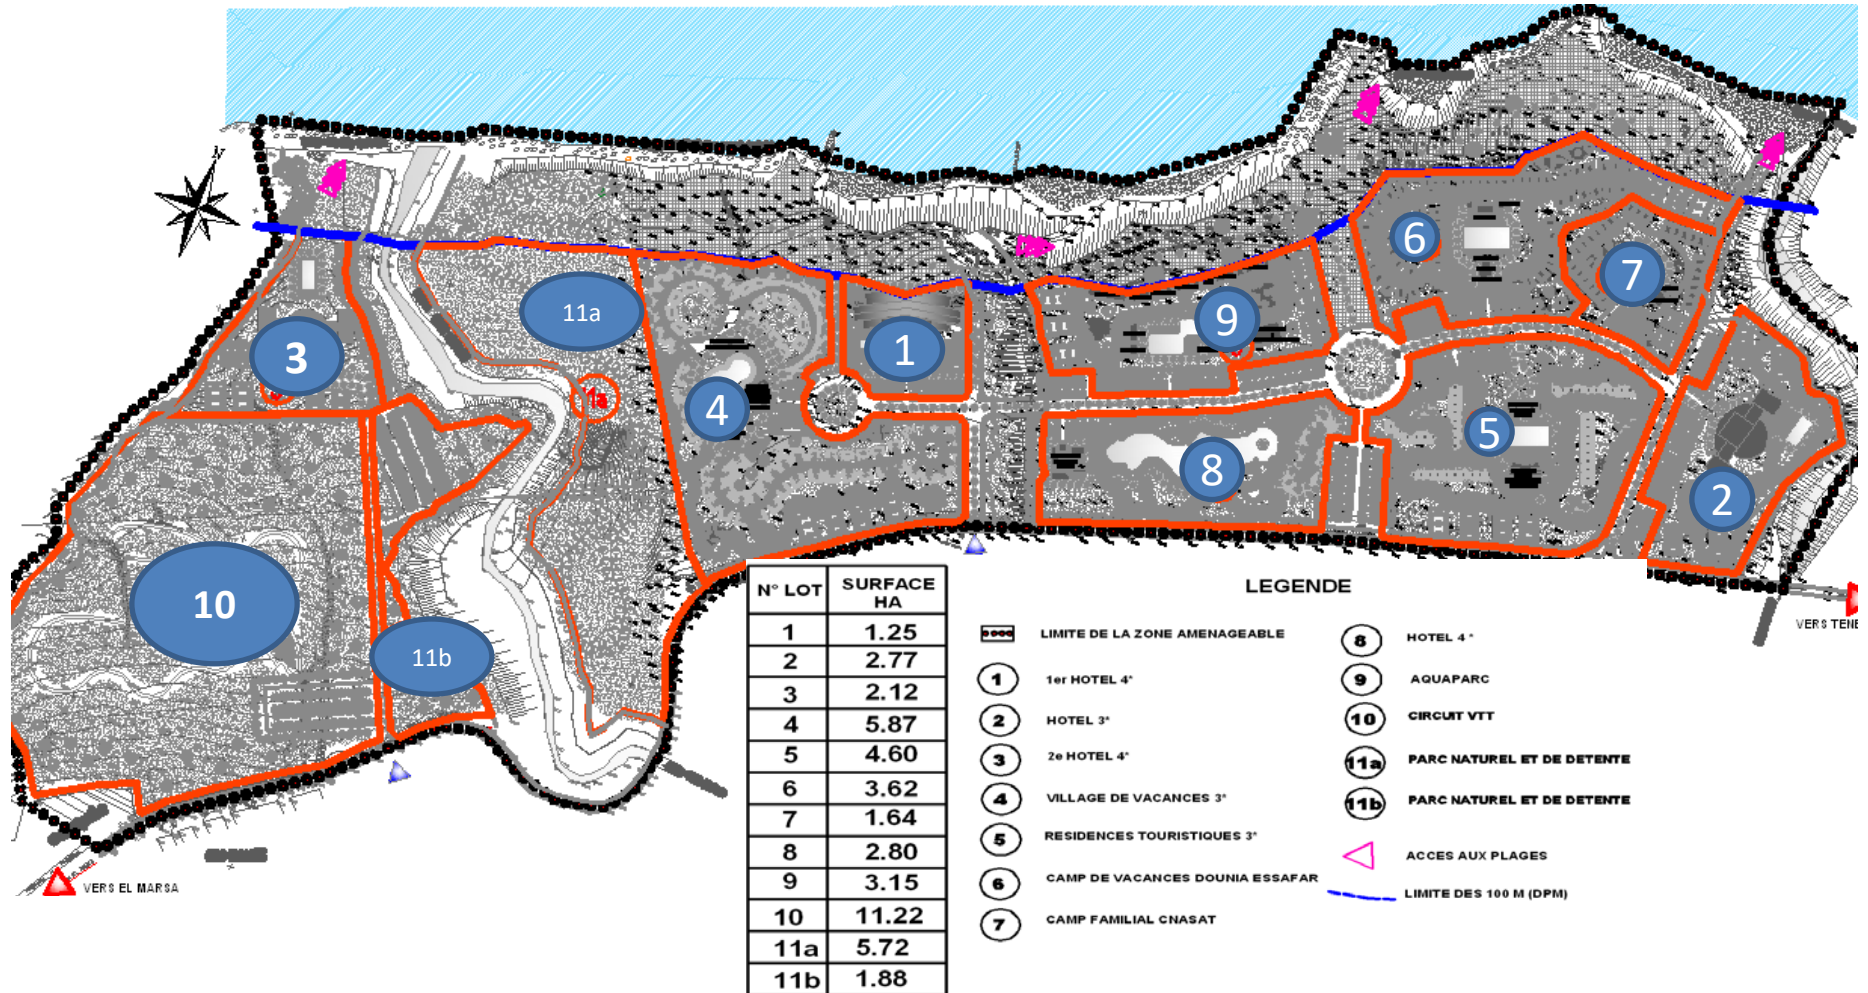 N
11a
1
3
4
9
6
7
5
8
2
10
11b
11a
VERS EL MARSA
N° LOT SURFACE HA
1 1.25
2 2.77
3 2.12
4 5.87
5 4.60
6 3.62
7 1.64
8 2.80
9 3.15
10 11.22
11a 5.72
11b 1.88
LEGENDE
LIMITE DE LA ZONE AMENAGEABLE
1 1er HOTEL 4*
2 HOTEL 3*
3 2e HOTEL 4*
4 VILLAGE DE VACANCES 3*
5 RESIDENCES TOURISTIQUES 3*
6 CAMP DE VACANCES DOUNIA ESSAFAR
7 CAMP FAMILIAL CNASAT
8 HOTEL 4*
9 AQUAPARC
10 CIRCUIT VTT
11a PARC NATUREL ET DE DETENTE
11b PARC NATUREL ET DE DETENTE
ACCES AUX PLAGES
LIMITE DES 100 M (DPM)
VERS TENE